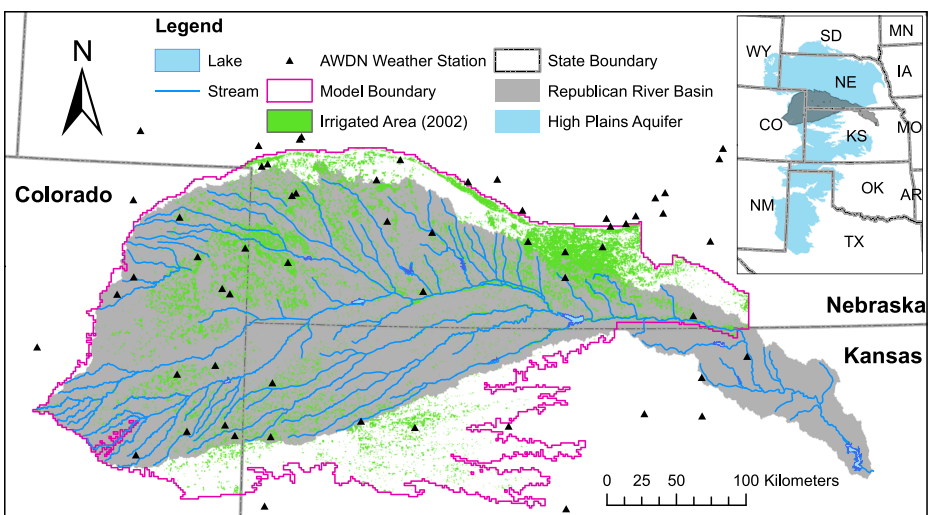 Legend
N
Lake
AWDN Weather Station
State Boundary
Stream
Model Boundary
Republican River Basin
Irrigated Area (2002)
High Plains Aquifer
Colorado
Nebraska
Kansas
0 25 50 100 Kilometers
SD
MN
WY
IA
NE
CO
MO
KS
OK
AR
NM
TX